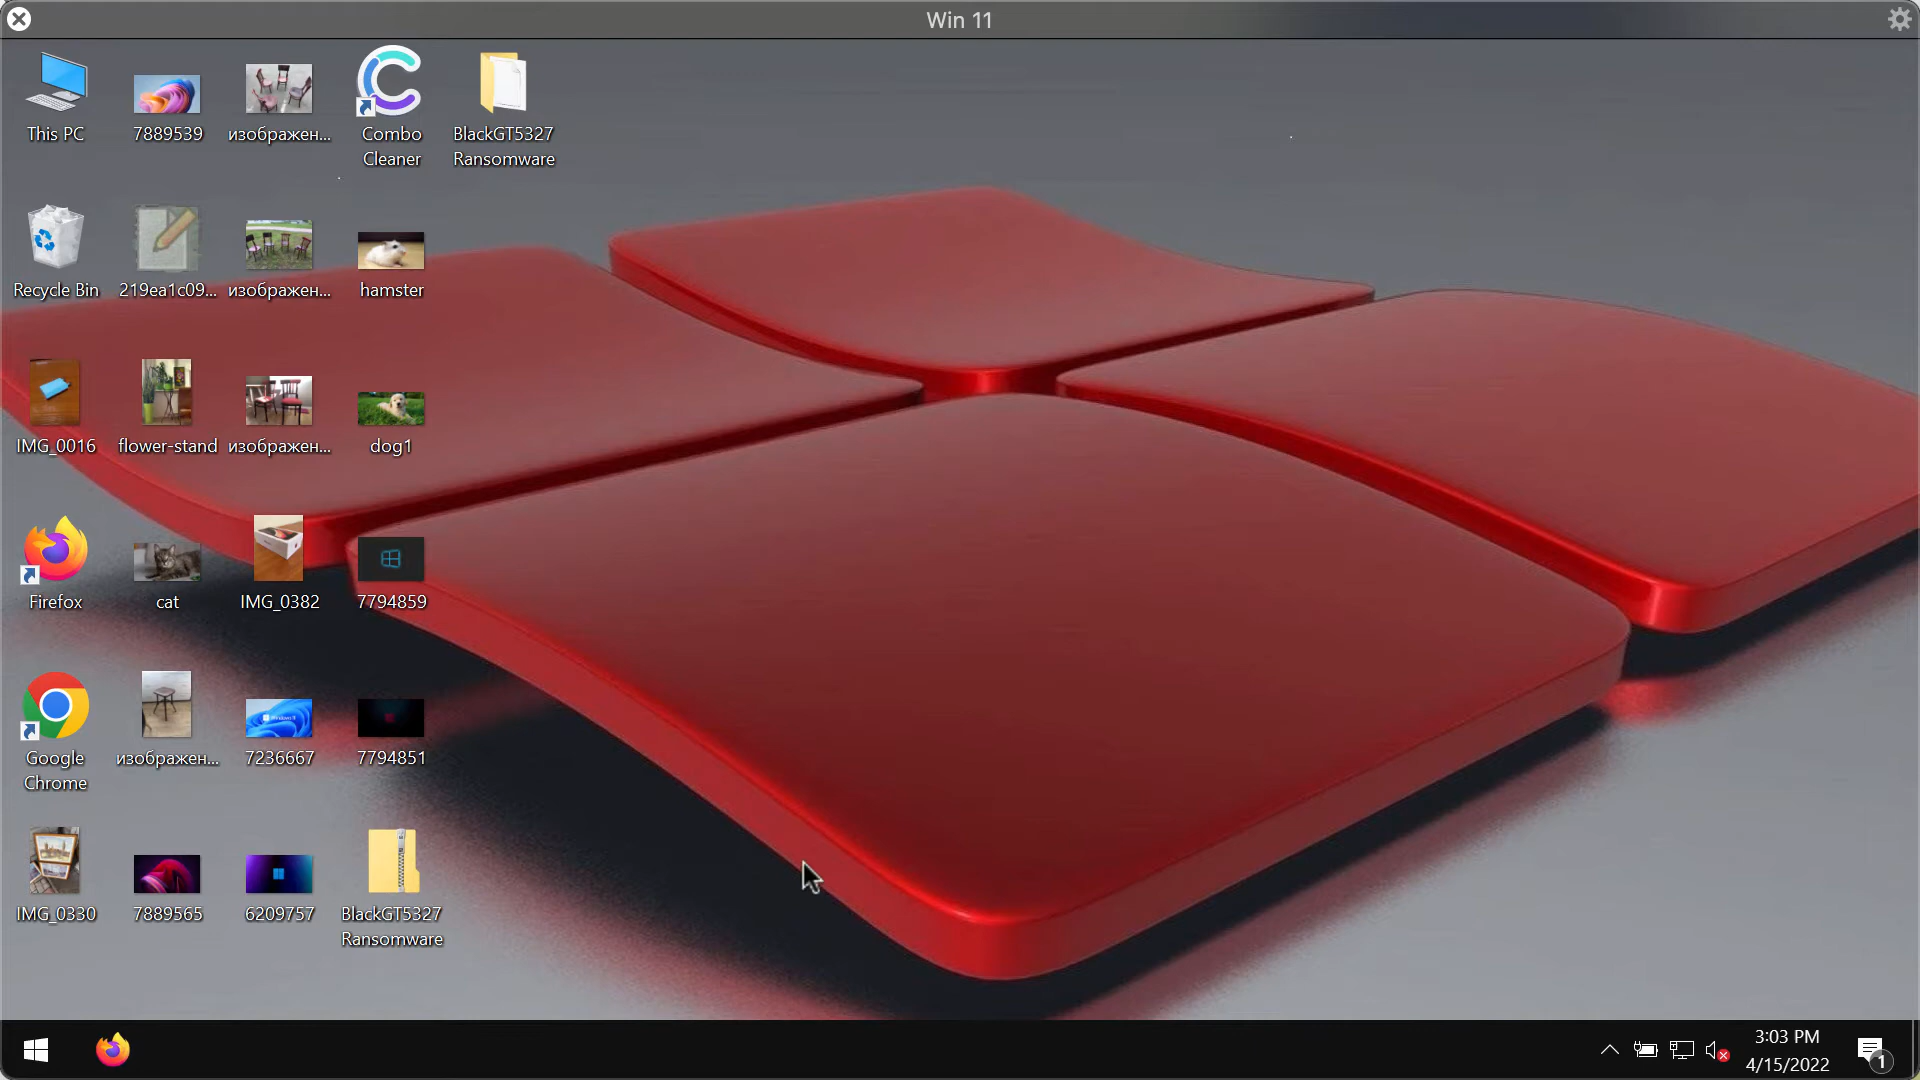 Win 11
This PC
7889539
изображен...
Combo
Cleaner
BlackGT5327
Ransomware
Recycle Bin
219ea1c09...
изображен...
hamster
IMG_0016
flower-stand
изображен...
dog1
Firefox
cat
IMG_0382
7794859
Google
Chrome
изображен...
7236667
7794851
IMG_0330
7889565
6209757
BlackGT5327
Ransomware
3:03 PM
4/15/2022
1